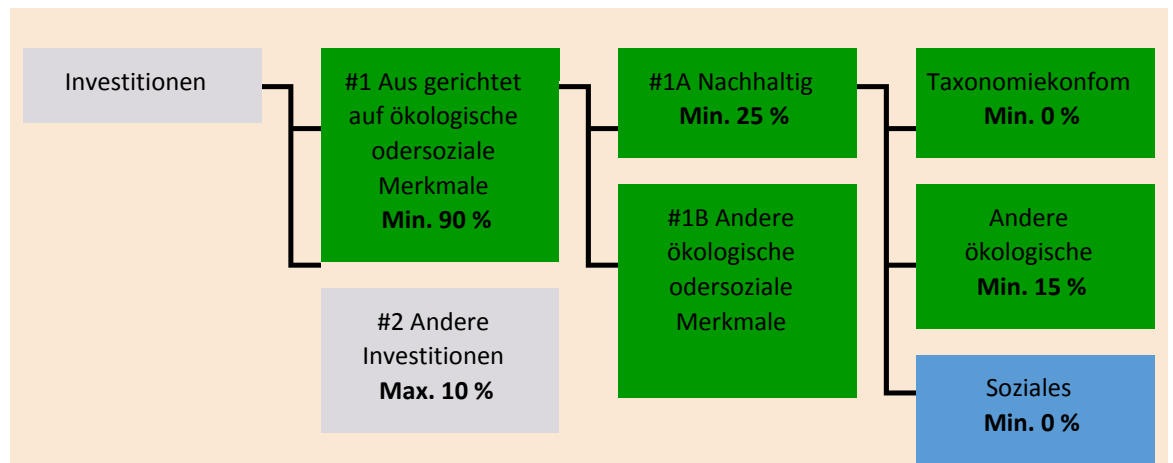 Investitionen
#1 Aus gerichtet
auf ökologische
odersoziale
Merkmale
Min. 90 %
#2 Andere
Investitionen
Max. 10 %
#1A Nachhaltig
Min. 25 %
#1B Andere
ökologische
odersoziale
Merkmale
Taxonomiekonfom
Min. 0 %
Andere
ökologische
Min. 15 %
Soziales
Min. 0 %